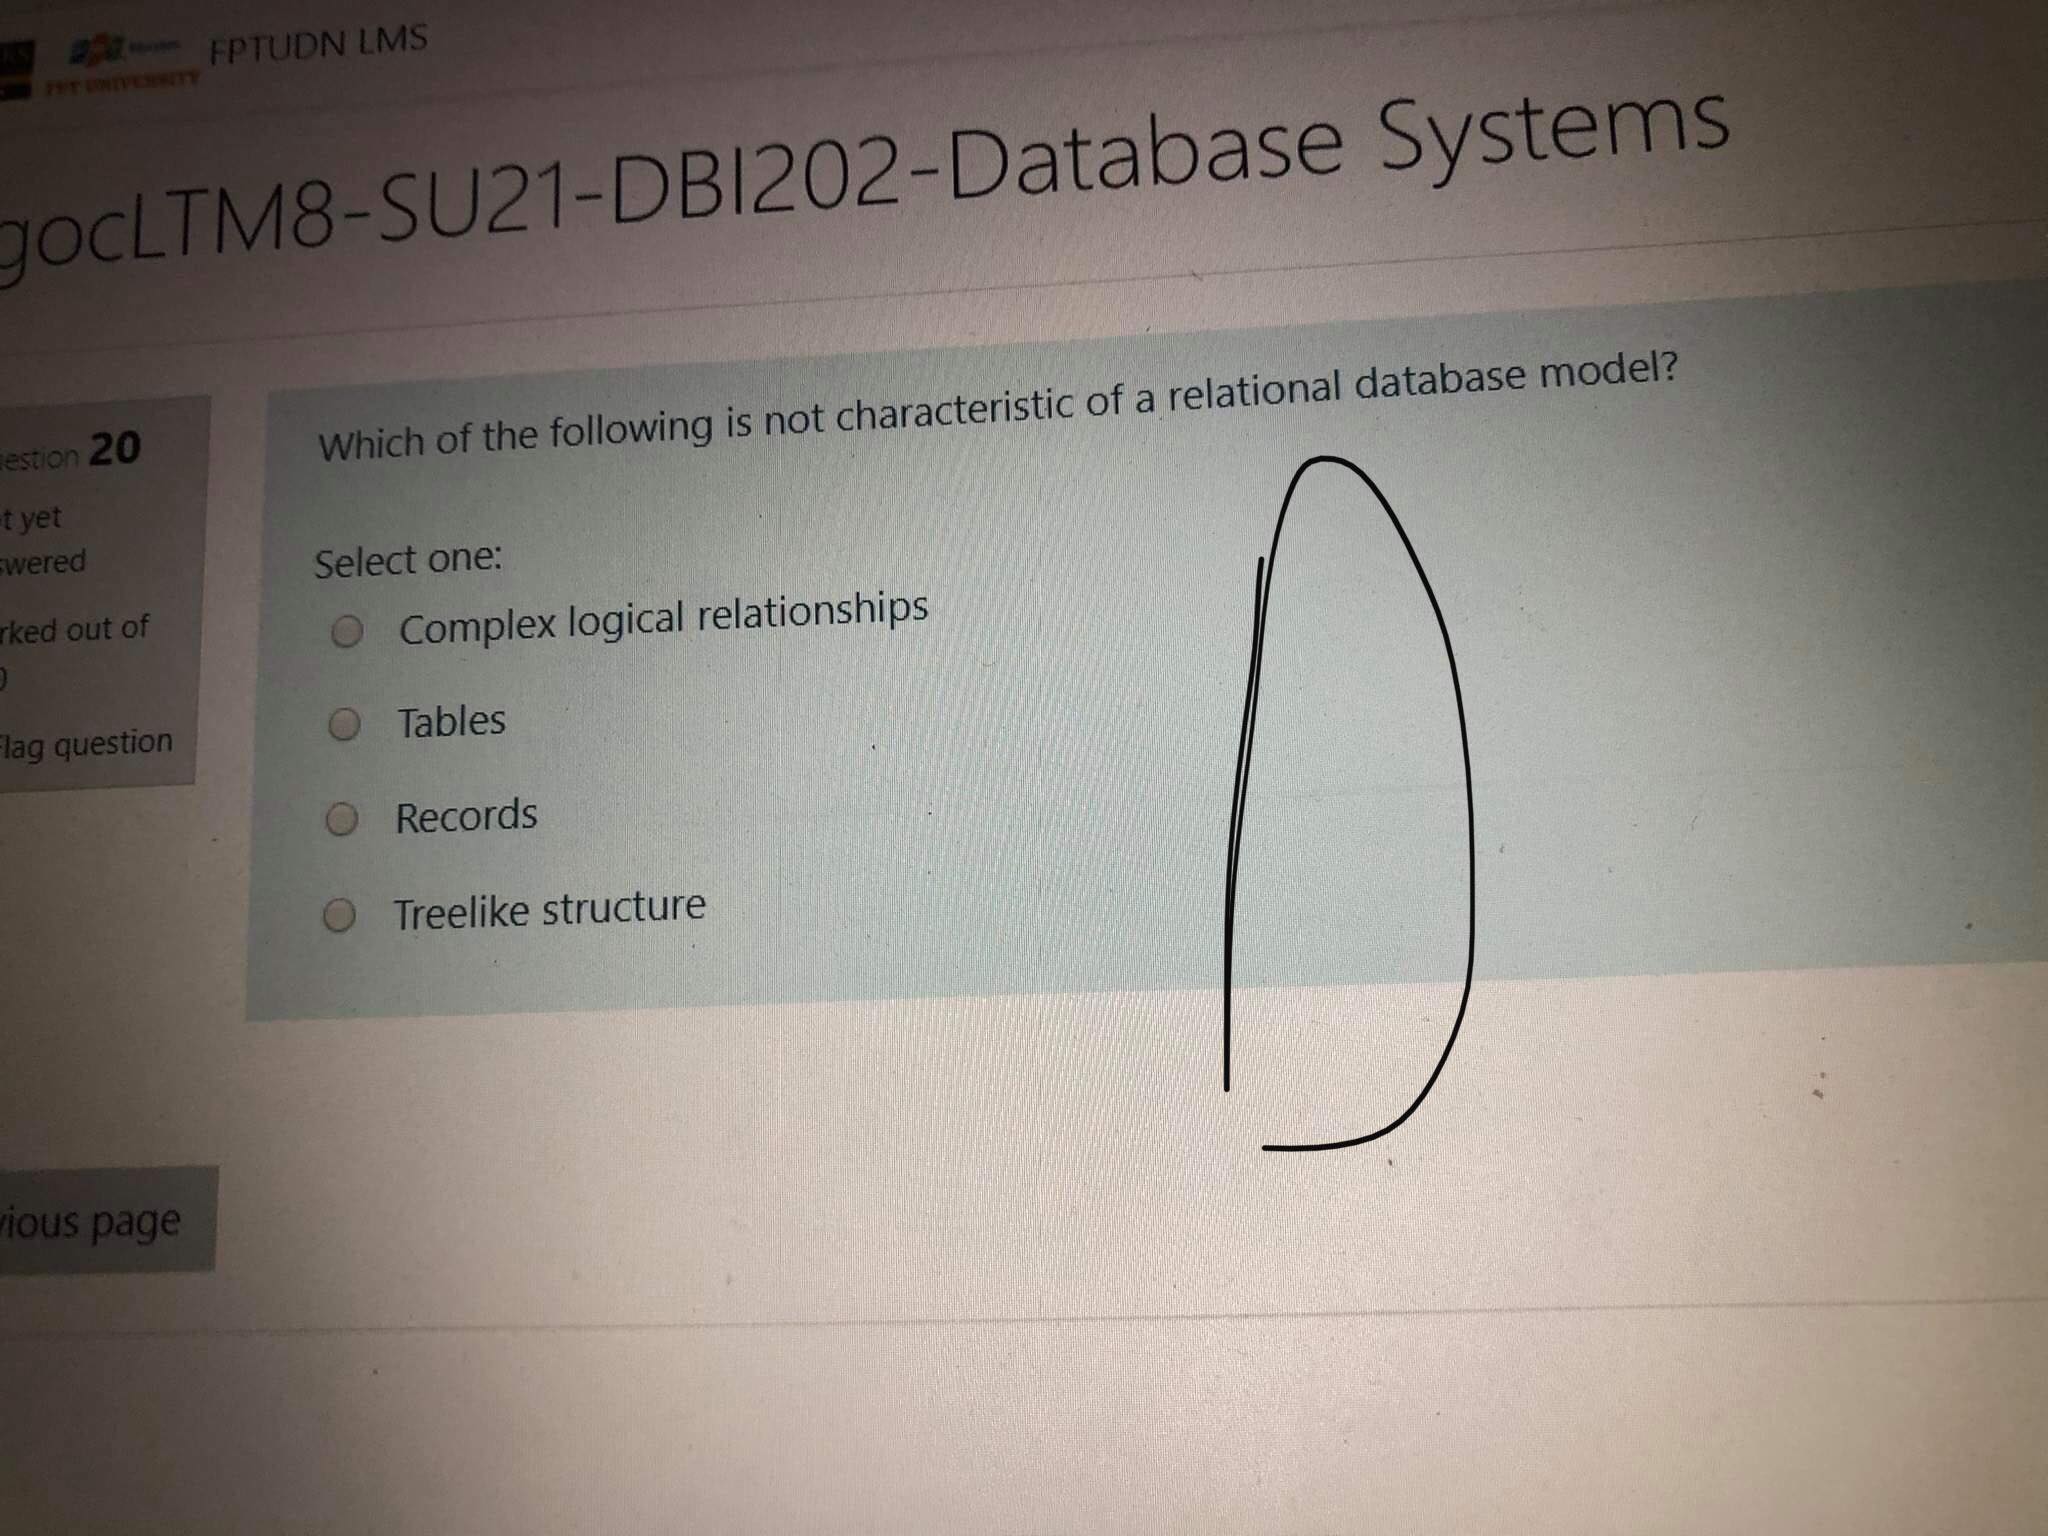 FPTUDN LMS
FPT UNIVERSITY
gocLTM8-SU21-DBI202-Database Systems
estion 20
t yet
wered
rked out of
Flag question
Which of the following is not characteristic of a relational database model?
Select one:
Complex logical relationships
Tables
Records
Treelike structure
D
vious page